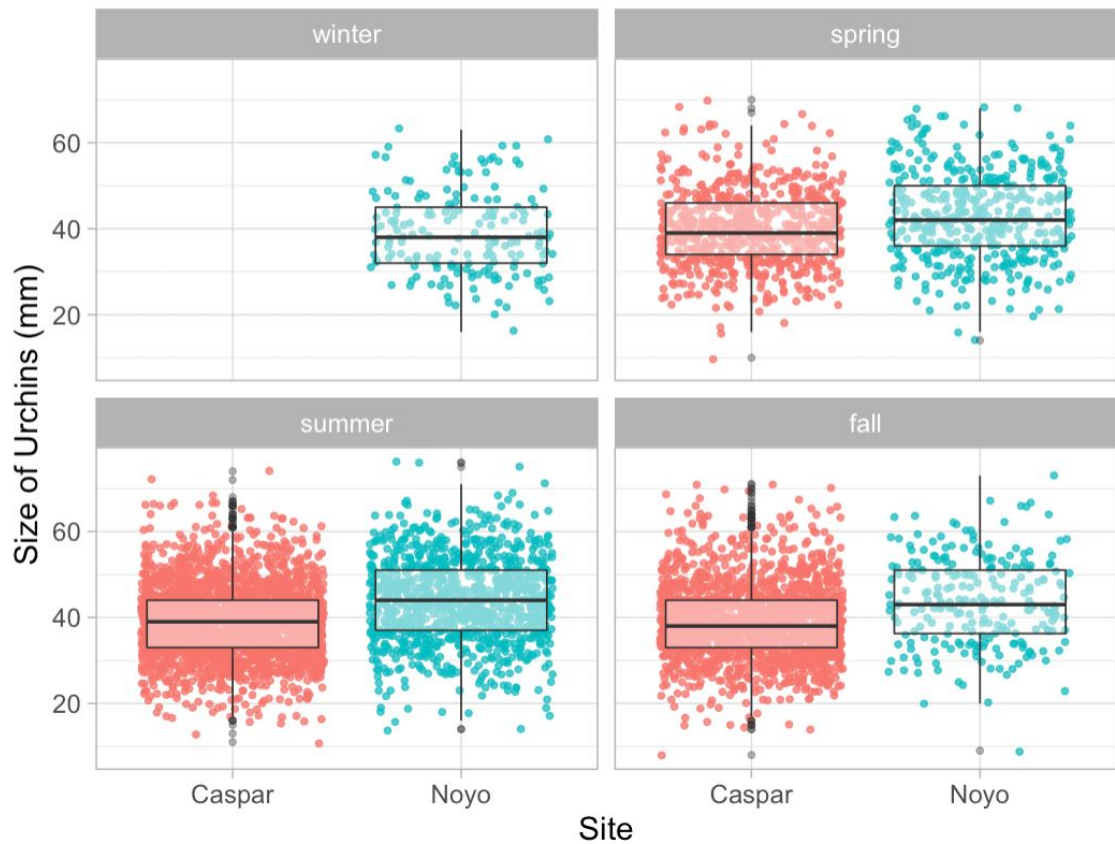 winter
spring
60
40
20
summer
fall
60
40
20
Size of Urchins (mm)
Caspar
Noyo
Caspar
Noyo
Site